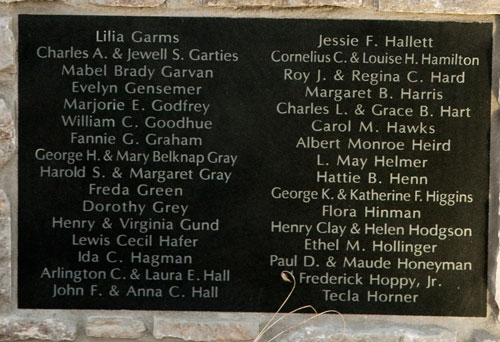 Lilia Garms
Charles A. & Jewell S. Garties
Mabel Brady Garvan
Evelyn Gensemer
Marjorie E. Godfrey
William C. Goodhue
Fannie G. Graham
George H. & Mary Belknap Gray
Harold S. & Margaret Gray
Freda Green
Dorothy Grey
Henry & Virginia Gund
Lewis Cecil Hafer
Ida C. Hagman
Arlington C. & Laura E. Hall
John F. & Anna C. Hall
Jessie F. Hallett
Cornelius C. & Louise H. Hamilton
Roy J. & Regina C. Hard
Margaret B. Harris
Charles L. & Grace B. Hart
Carol M. Hawks
Albert Monroe Heird
L. May Helmer
Hattie B. Henn
George K. & Katherine F. Higgins
Flora Hinman
Henry Clay & Helen Hodgson
Ethel M. Hollinger
Paul D. & Maude Honeyman
Frederick Hoppy, Jr.
Tecla Horner